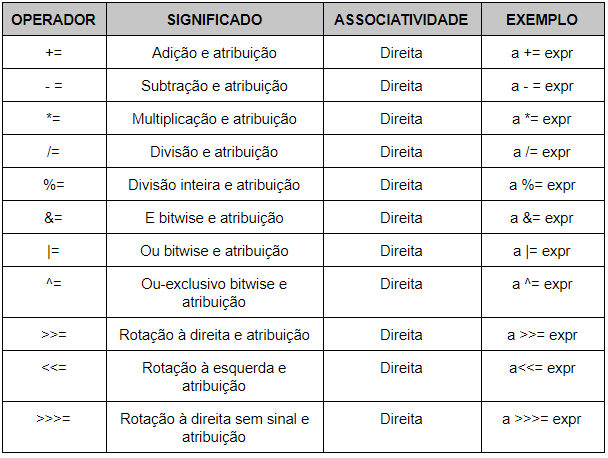 OPERADOR SIGNIFICADO ASSOCIATIVIDADE EXEMPLO
+= Adição e atribuição Direita a += expr
- = Subtração e atribuição Direita a - = expr
*= Multiplicação e atribuição Direita a *= expr
/= Divisão e atribuição Direita a /= expr
%= Divisão inteira e atribuição Direita a %= expr
&= E bitwise e atribuição Direita a &= expr
|= Ou bitwise e atribuição Direita a |= expr
^= Ou-exclusivo bitwise e Direita a ^= expr
atribuição
>>= Rotação à direita e atribuição Direita a >>= expr
<<= Rotação à esquerda e Direita a<<= expr
atribuição
>>>= Rotação à direita sem sinal e Direita a >>>= expr
atribuição